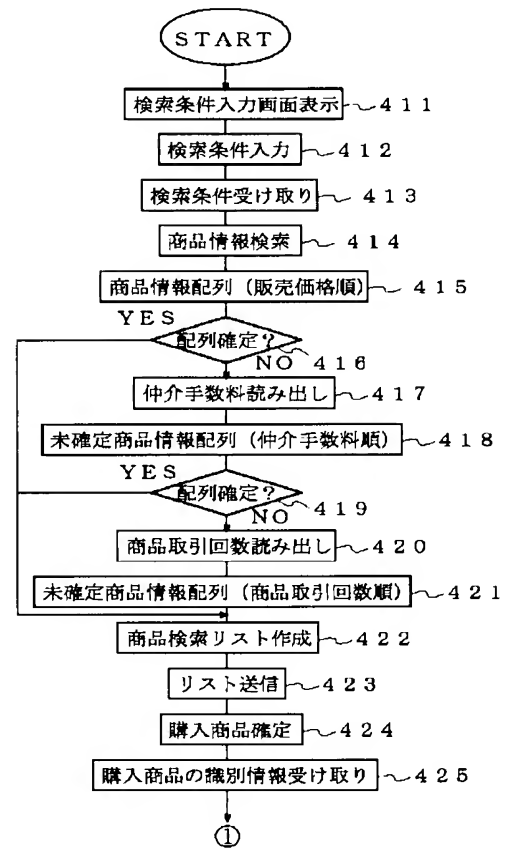 START
検索条件入力画面表示 411
検索条件入力 412
検索条件受け取り 413
商品情報検索 414
商品情報配列(販売価格順) 415
YES
配列確定?
NO 416
仲介手数料読み出し 417
未確定商品情報配列(仲介手数料順) 418
YES
配列確定? 419
NO
商品取引回数読み出し 420
未確定商品情報配列(商品取引回数順) 421
商品検索リスト作成 422
リスト送信 423
購入商品確定 424
購入商品の識別情報受け取り 425
①